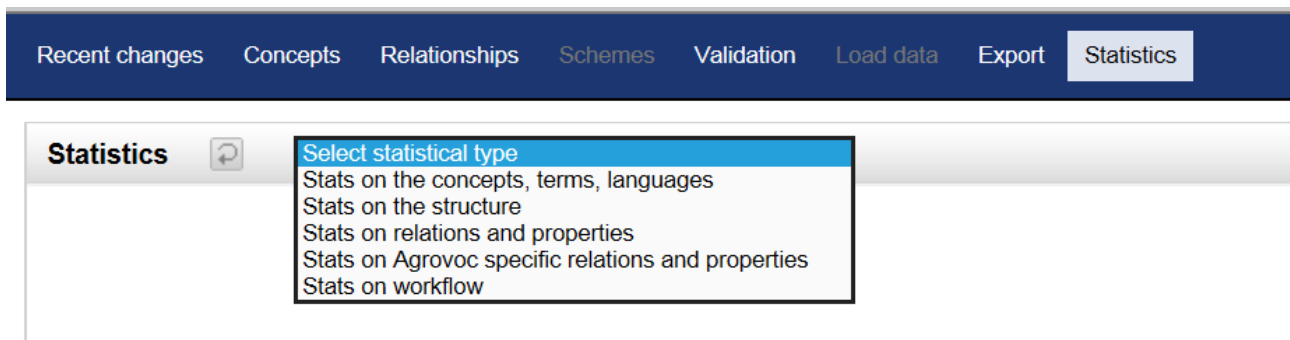 Recent changes Concepts Relationships Schemes Validation Load data Export Statistics
Statistics
Select statistical type
Stats on the concepts, terms, languages
Stats on the structure
Stats on relations and properties
Stats on Agrovoc specific relations and properties
Stats on workflow